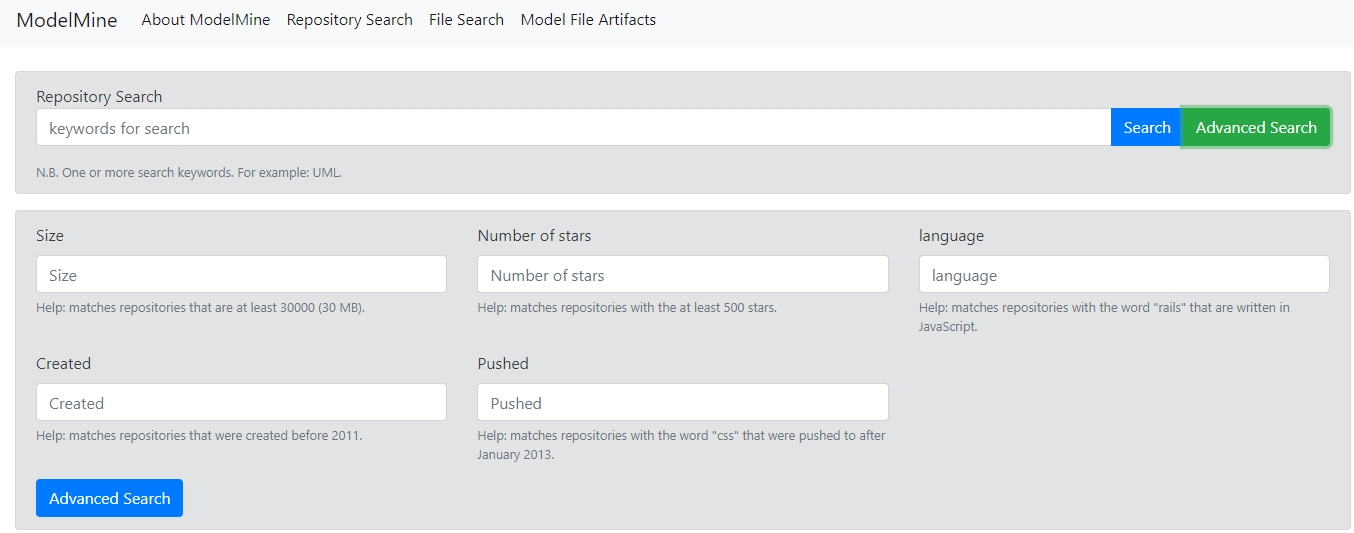 ModelMine About ModelMine Repository Search File Search Model File Artifacts
Repository Search
keywords for search Search Advanced Search
N.B. One or more search keywords. For example: UML.
Size Number of stars language
Size Number of stars language
Help: matches repositories that are at least 30000 (30 MB). Help: matches repositories with the at least 500 stars. Help: matches repositories with the word "rails" that are written in
JavaScript.
Created Pushed
Created Pushed
Help: matches repositories that were created before 2011. Help: matches repositories with the word "css" that were pushed to after
January 2013.
Advanced Search